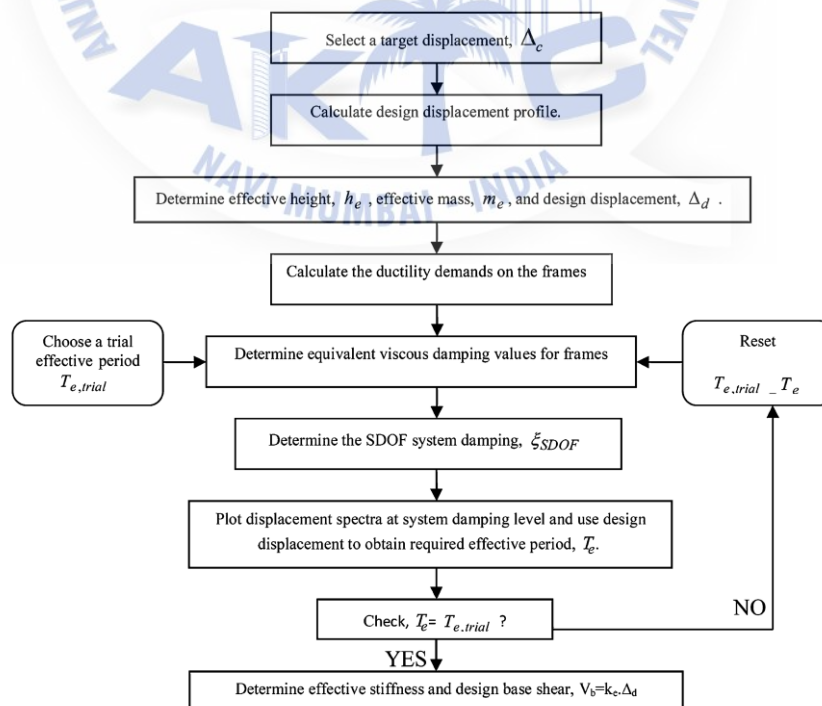 Select a target displacement, Δc
Calculate design displacement profile.
Determine effective height, he , effective mass, me , and design displacement, Δd .
Calculate the ductility demands on the frames
Choose a trial
effective period
Te,trial
Determine equivalent viscous damping values for frames
Reset
Te,trial _ Te
Determine the SDOF system damping, ξSDOF
Plot displacement spectra at system damping level and use design
displacement to obtain required effective period, Te.
Check, Te= Te,trial ?
NO
YES
Determine effective stiffness and design base shear, Vb=ke.Δd
AKTC
NAVI MUMBAI - INDIA